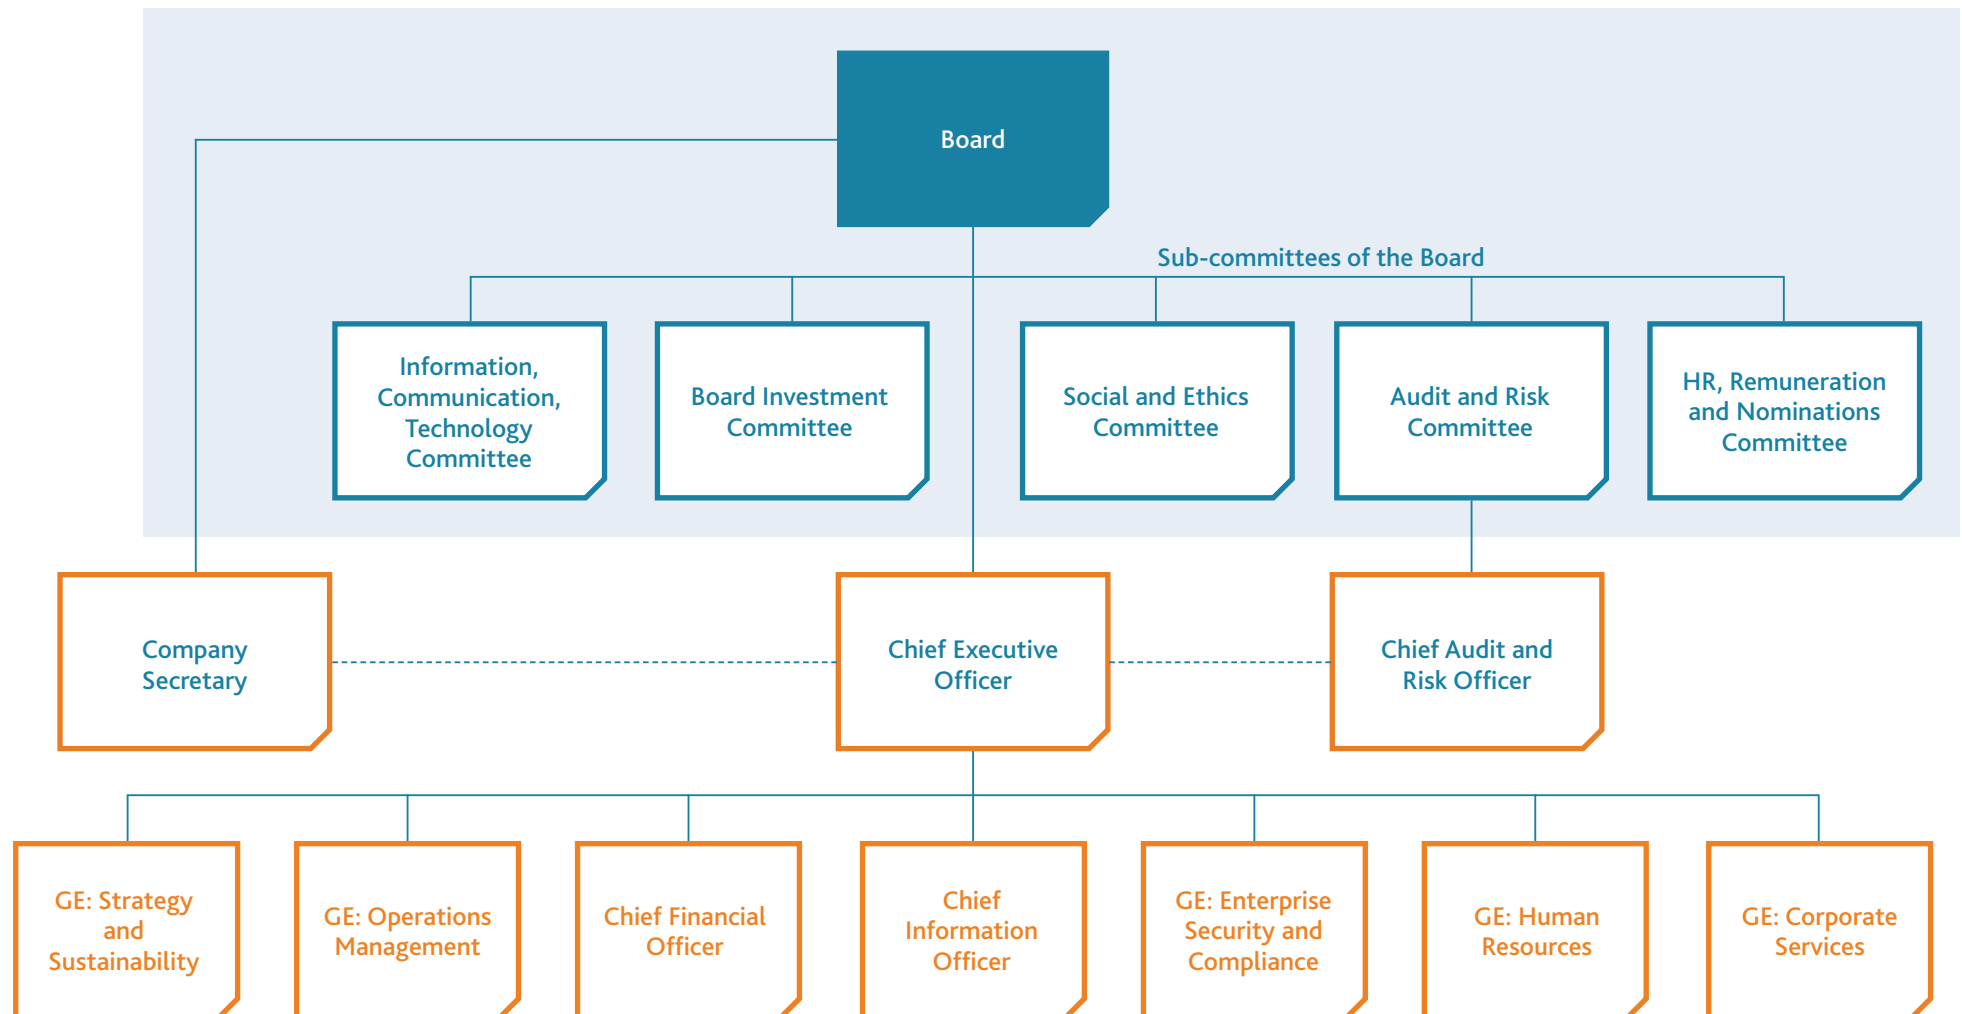 Board
Sub-committees of the Board
Information,
Communication,
Technology
Committee
Board Investment
Committee
Social and Ethics
Committee
Audit and Risk
Committee
HR, Remuneration
and Nominations
Committee
Company
Secretary
Chief Executive
Officer
Chief Audit and
Risk Officer
GE: Strategy
and
Sustainability
GE: Operations
Management
Chief Financial
Officer
Chief
Information
Officer
GE: Enterprise
Security and
Compliance
GE: Human
Resources
GE: Corporate
Services